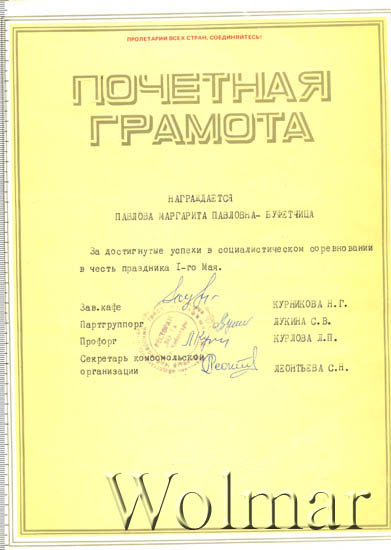 ПРОЛЕТАРИИ ВСЕХ СТРАН, СОЕДИНЯЙТЕСЬ!
ПОЧЕТНАЯ
ГРАМОТА
НАГРАЖДАЕТСЯ
ПАВЛОВА МАРГАРИТА ПАВЛОВНА- БУФЕТЧИЦА
За достигнутые успехи в социалистическом соревновании
в честь праздника I-го Мая.
Зав.кафе КУРНИКОВА Н.Г.
Партгруппорг ЛУКИНА С.В.
Профорг КУРЛОВА Л.П.
Секретарь комсомольской
организации ЛЕОНТЬЕВА С.Н.
Wolmar